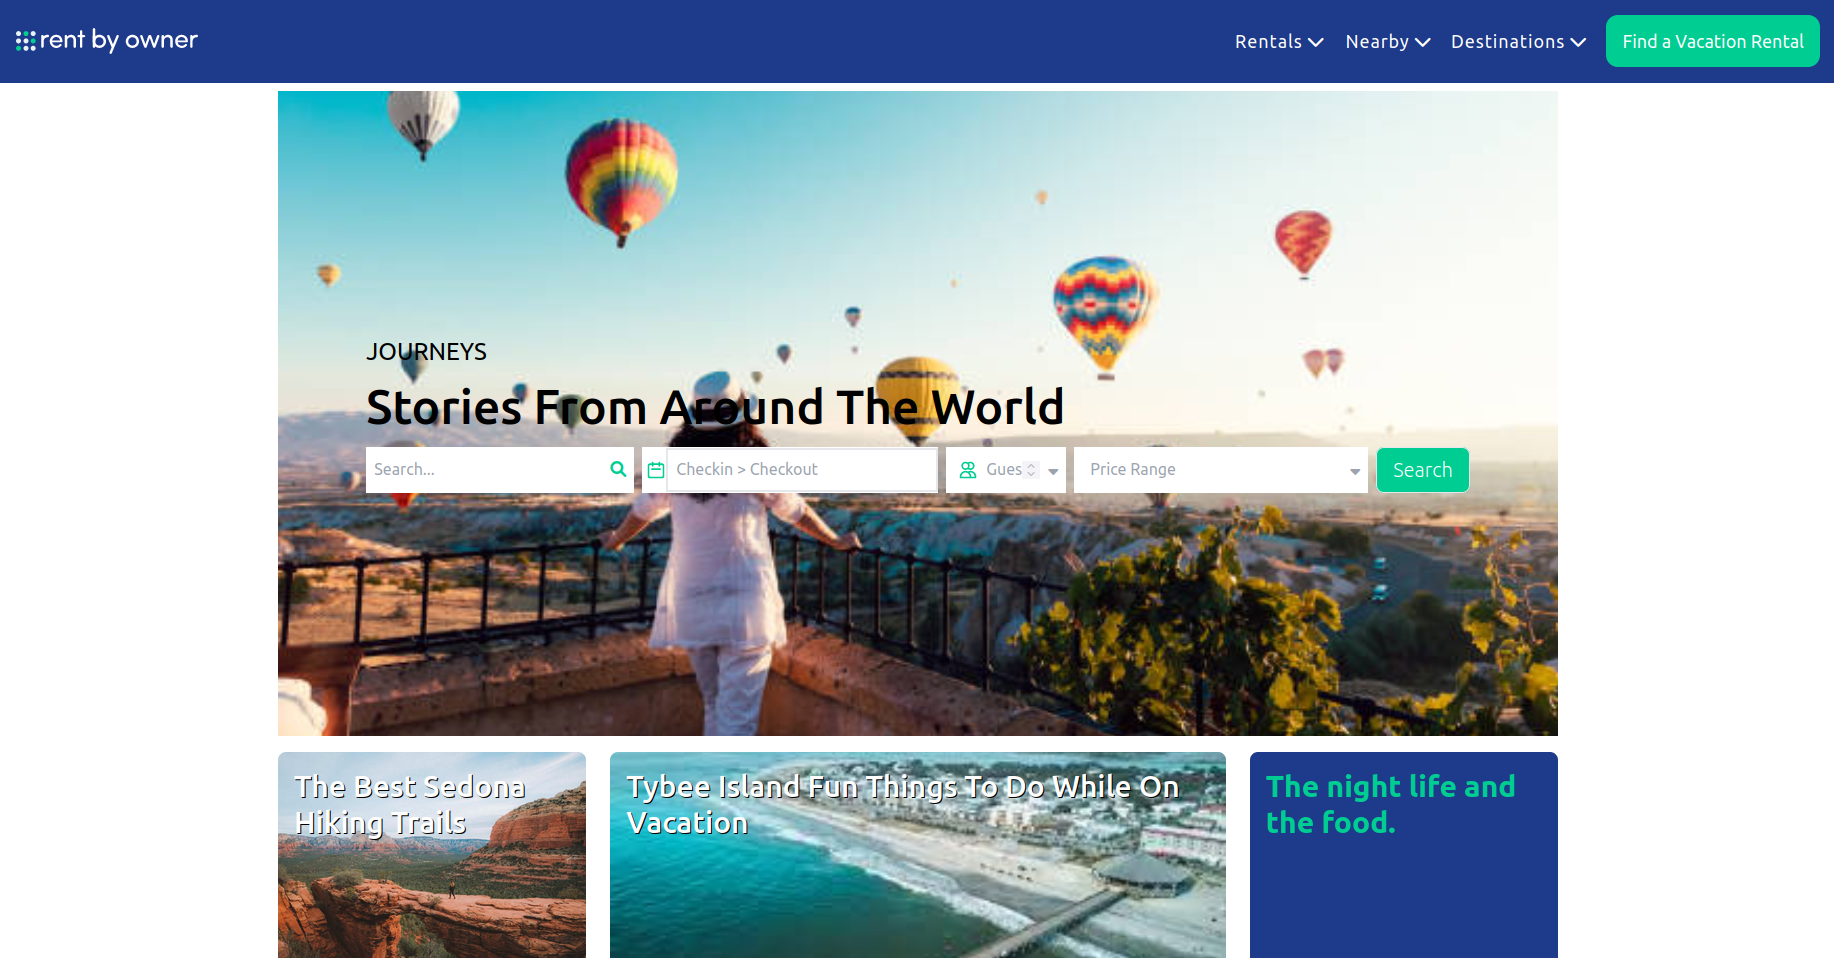 rent by owner
Rentals
Nearby
Destinations
Find a Vacation Rental
JOURNEYS
Stories From Around The World
Search...
Checkin > Checkout
Gues
Price Range
Search
The Best Sedona
Hiking Trails
Tybee Island Fun Things To Do While On
Vacation
The night life and
the food.